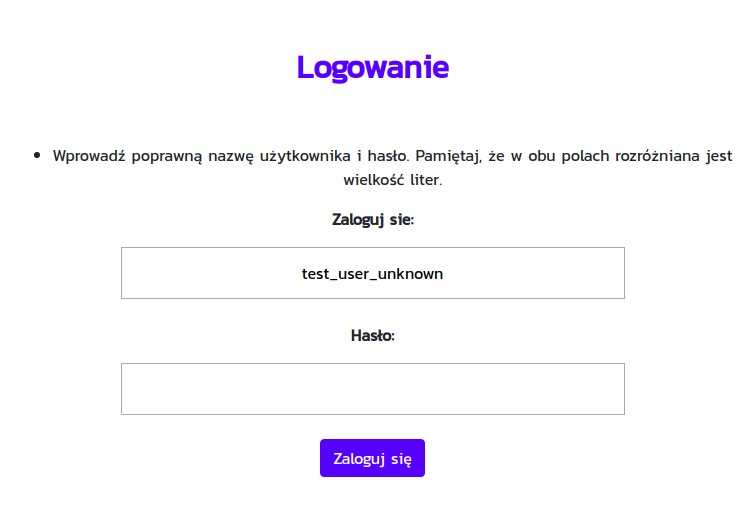 Logowanie
Wprowadź poprawną nazwę użytkownika i hasło. Pamiętaj, że w obu polach rozróżniana jest
wielkość liter.
Zaloguj sie:
test_user_unknown
Hasło:
Zaloguj się